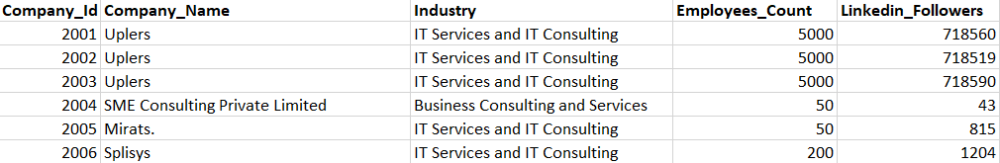 Company_Id Company_Name Industry Employees_Count Linkedin_Followers
2001 Uplers IT Services and IT Consulting 5000 718560
2002 Uplers IT Services and IT Consulting 5000 718519
2003 Uplers IT Services and IT Consulting 5000 718590
2004 SME Consulting Private Limited Business Consulting and Services 50 43
2005 Mirats. IT Services and IT Consulting 50 815
2006 Splisys IT Services and IT Consulting 200 1204